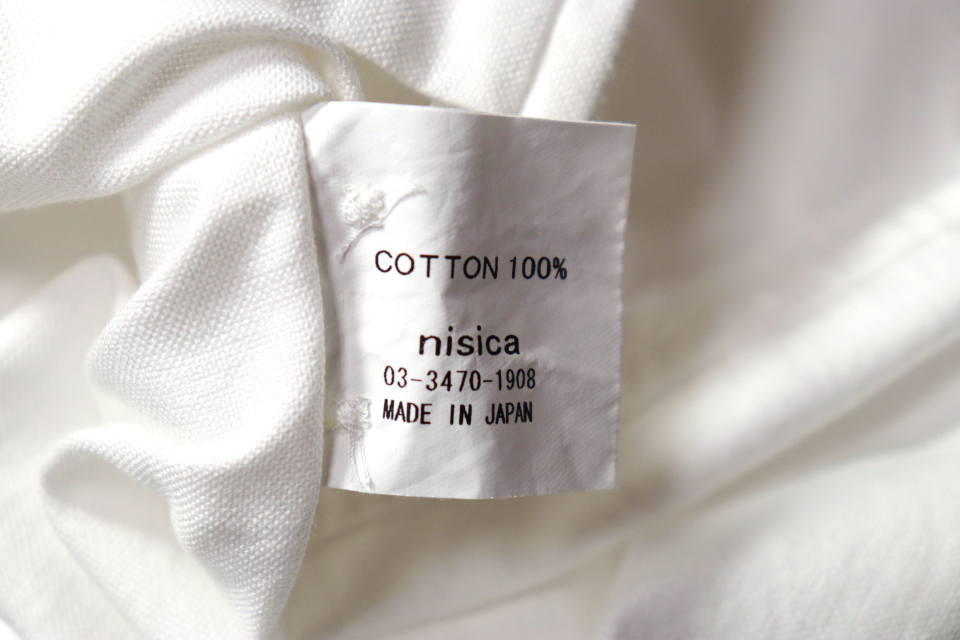 COTTON 100%
nisica
03-3470-1908
MADE IN JAPAN